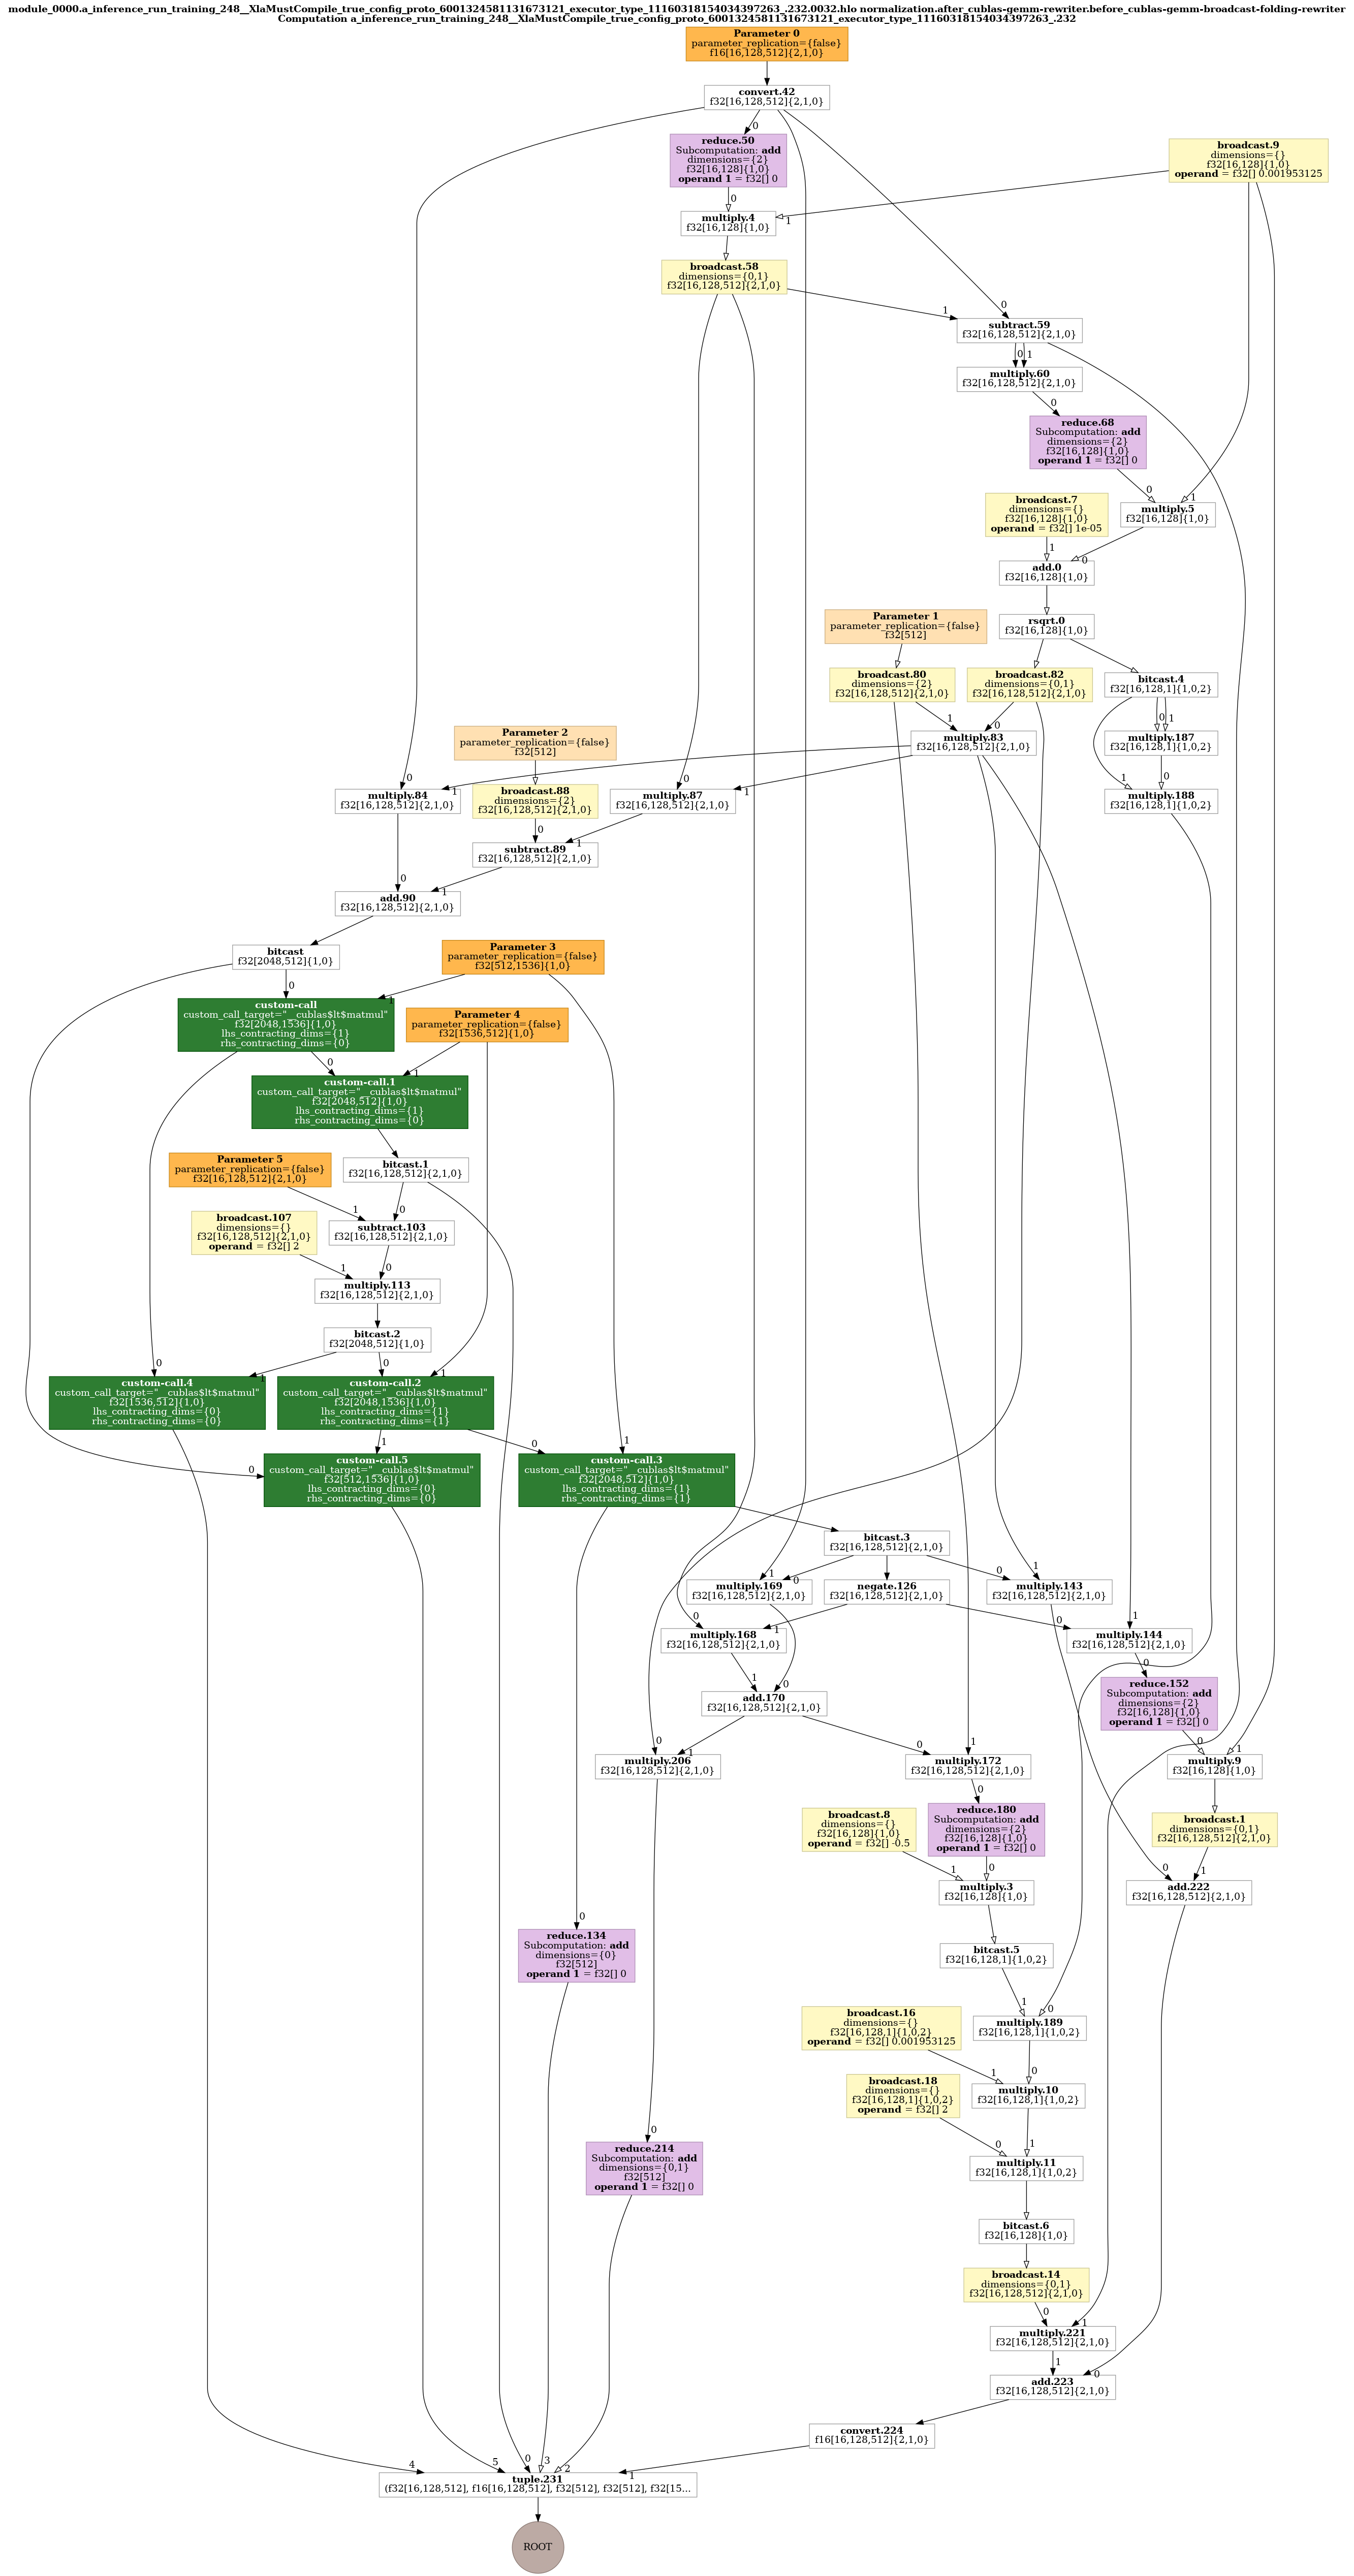 module_0000.a_inference_run_training_248__XlaMustCompile_true_config_proto_6001324581131673121_executor_type_11160318154034397263_.232.0032.hlo normalization.after_cublas-gemm-rewriter.before_cublas-gemm-broadcast-folding-rewriter
Computation a_inference_run_training_248__XlaMustCompile_true_config_proto_6001324581131673121_executor_type_11160318154034397263_.232
Parameter 0
parameter_replication={false}
f16[16,128,512]{2,1,0}
convert.42
f32[16,128,512]{2,1,0}
0
reduce.50
Subcomputation: add
dimensions={2}
f32[16,128]{1,0}
operand 1 = f32[] 0
broadcast.9
dimensions={}
f32[16,128]{1,0}
operand = f32[] 0.001953125
0
1
multiply.4
f32[16,128]{1,0}
broadcast.58
dimensions={0,1}
f32[16,128,512]{2,1,0}
1
0
subtract.59
f32[16,128,512]{2,1,0}
0
1
multiply.60
f32[16,128,512]{2,1,0}
0
reduce.68
Subcomputation: add
dimensions={2}
f32[16,128]{1,0}
operand 1 = f32[] 0
0
1
broadcast.7
dimensions={}
f32[16,128]{1,0}
operand = f32[] 1e-05
multiply.5
f32[16,128]{1,0}
1
0
add.0
f32[16,128]{1,0}
Parameter 1
parameter_replication={false}
f32[512]
rsqrt.0
f32[16,128]{1,0}
broadcast.80
dimensions={2}
f32[16,128,512]{2,1,0}
broadcast.82
dimensions={0,1}
f32[16,128,512]{2,1,0}
bitcast.4
f32[16,128,1]{1,0,2}
1
0
0
1
Parameter 2
parameter_replication={false}
f32[512]
multiply.83
f32[16,128,512]{2,1,0}
multiply.187
f32[16,128,1]{1,0,2}
0
1
0
1
1
0
multiply.84
f32[16,128,512]{2,1,0}
broadcast.88
dimensions={2}
f32[16,128,512]{2,1,0}
multiply.87
f32[16,128,512]{2,1,0}
multiply.188
f32[16,128,1]{1,0,2}
0
1
subtract.89
f32[16,128,512]{2,1,0}
0
1
add.90
f32[16,128,512]{2,1,0}
bitcast
f32[2048,512]{1,0}
Parameter 3
parameter_replication={false}
f32[512,1536]{1,0}
0
1
custom-call
custom_call_target="__cublas$lt$matmul"
f32[2048,1536]{1,0}
lhs_contracting_dims={1}
rhs_contracting_dims={0}
Parameter 4
parameter_replication={false}
f32[1536,512]{1,0}
0
1
custom-call.1
custom_call_target="__cublas$lt$matmul"
f32[2048,512]{1,0}
lhs_contracting_dims={1}
rhs_contracting_dims={0}
Parameter 5
parameter_replication={false}
f32[16,128,512]{2,1,0}
bitcast.1
f32[16,128,512]{2,1,0}
1
0
broadcast.107
dimensions={}
f32[16,128,512]{2,1,0}
operand = f32[] 2
subtract.103
f32[16,128,512]{2,1,0}
1
0
multiply.113
f32[16,128,512]{2,1,0}
bitcast.2
f32[2048,512]{1,0}
0
1
0
1
custom-call.4
custom_call_target="__cublas$lt$matmul"
f32[1536,512]{1,0}
lhs_contracting_dims={0}
rhs_contracting_dims={0}
custom-call.2
custom_call_target="__cublas$lt$matmul"
f32[2048,1536]{1,0}
lhs_contracting_dims={1}
rhs_contracting_dims={1}
0
1
0
1
custom-call.5
custom_call_target="__cublas$lt$matmul"
f32[512,1536]{1,0}
lhs_contracting_dims={0}
rhs_contracting_dims={0}
custom-call.3
custom_call_target="__cublas$lt$matmul"
f32[2048,512]{1,0}
lhs_contracting_dims={1}
rhs_contracting_dims={1}
bitcast.3
f32[16,128,512]{2,1,0}
1
0
0
1
multiply.169
f32[16,128,512]{2,1,0}
negate.126
f32[16,128,512]{2,1,0}
multiply.143
f32[16,128,512]{2,1,0}
0
1
0
1
multiply.168
f32[16,128,512]{2,1,0}
multiply.144
f32[16,128,512]{2,1,0}
1
0
0
add.170
f32[16,128,512]{2,1,0}
reduce.152
Subcomputation: add
dimensions={2}
f32[16,128]{1,0}
operand 1 = f32[] 0
0
1
0
1
0
1
multiply.206
f32[16,128,512]{2,1,0}
multiply.172
f32[16,128,512]{2,1,0}
multiply.9
f32[16,128]{1,0}
0
broadcast.8
dimensions={}
f32[16,128]{1,0}
operand = f32[] -0.5
reduce.180
Subcomputation: add
dimensions={2}
f32[16,128]{1,0}
operand 1 = f32[] 0
broadcast.1
dimensions={0,1}
f32[16,128,512]{2,1,0}
1
0
0
1
multiply.3
f32[16,128]{1,0}
add.222
f32[16,128,512]{2,1,0}
0
reduce.134
Subcomputation: add
dimensions={0}
f32[512]
operand 1 = f32[] 0
bitcast.5
f32[16,128,1]{1,0,2}
1
0
broadcast.16
dimensions={}
f32[16,128,1]{1,0,2}
operand = f32[] 0.001953125
multiply.189
f32[16,128,1]{1,0,2}
1
0
broadcast.18
dimensions={}
f32[16,128,1]{1,0,2}
operand = f32[] 2
multiply.10
f32[16,128,1]{1,0,2}
0
0
1
reduce.214
Subcomputation: add
dimensions={0,1}
f32[512]
operand 1 = f32[] 0
multiply.11
f32[16,128,1]{1,0,2}
bitcast.6
f32[16,128]{1,0}
broadcast.14
dimensions={0,1}
f32[16,128,512]{2,1,0}
0
1
multiply.221
f32[16,128,512]{2,1,0}
1
0
add.223
f32[16,128,512]{2,1,0}
convert.224
f16[16,128,512]{2,1,0}
4
5
0
3
2
1
tuple.231
(f32[16,128,512], f16[16,128,512], f32[512], f32[512], f32[15...
ROOT